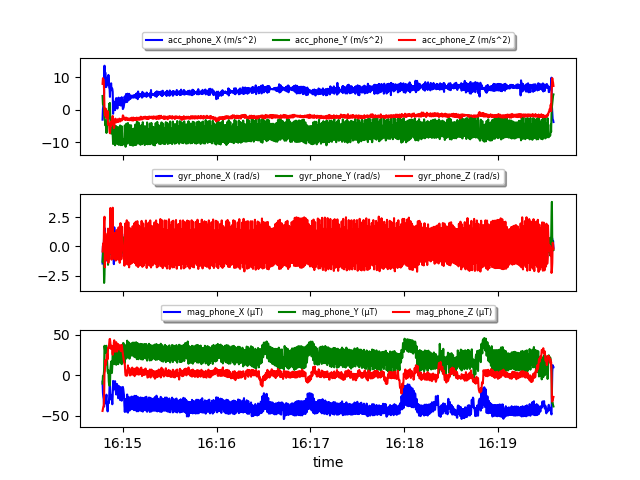 acc_phone_X (m/s^2) acc_phone_Y (m/s^2) acc_phone_Z (m/s^2)
10
0
−10
gyr_phone_X (rad/s) gyr_phone_Y (rad/s) gyr_phone_Z (rad/s)
2.5
0.0
−2.5
mag_phone_X (μT) mag_phone_Y (μT) mag_phone_Z (μT)
50
0
−50
16:15 16:16 16:17 16:18 16:19
time